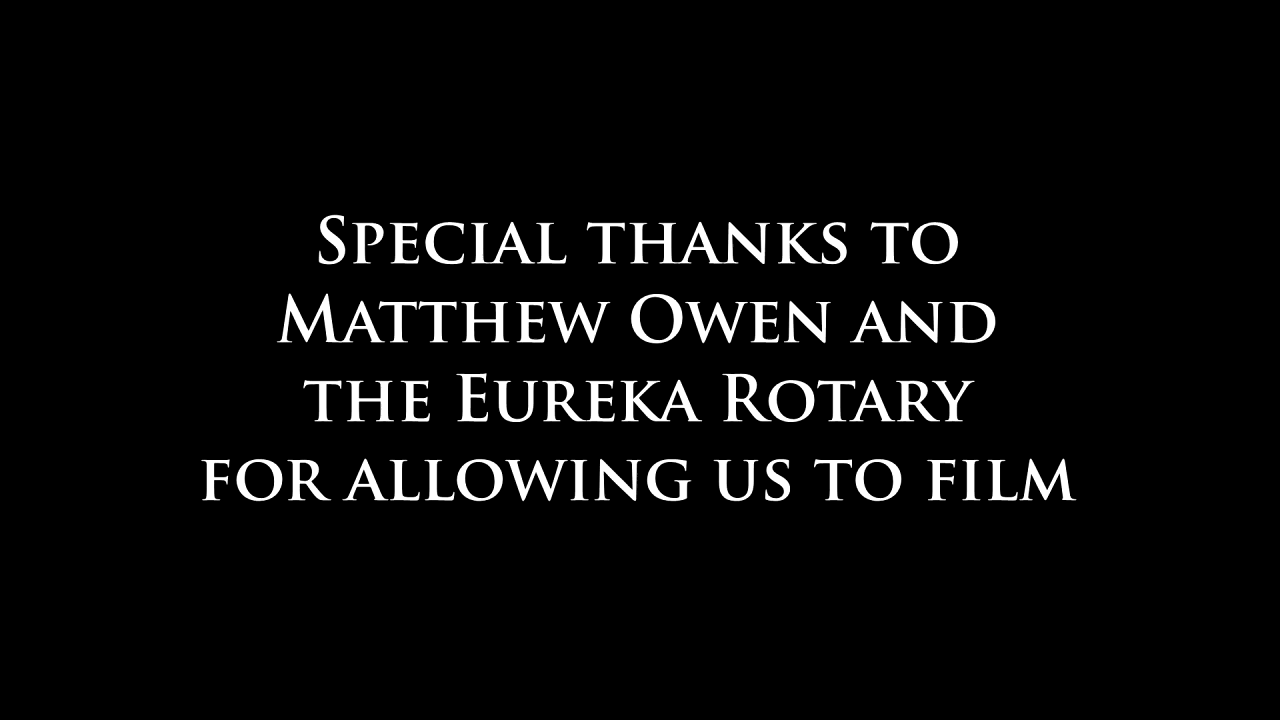 Special thanks to
Matthew Owen and
the Eureka Rotary
for allowing us to film